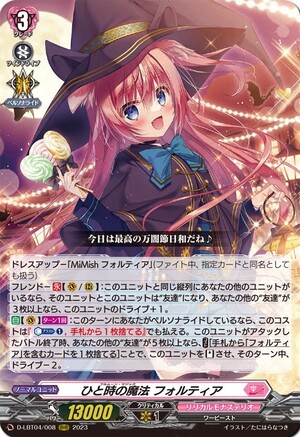 3
グレード
ツインドライブ
ペルソナライド
今日は最高の万聞節日和だね♪
ドレスアップ－「MiMish フォルティア」(ファイト中、指定カードと同名としても扱う)
フレンド－永【V/R】:このユニットと同じ縦列にあなたの他のユニットがいるなら、そのユニットとこのユニットは“友達”になり、あなたの他の“友達”が3枚以上なら、このユニットのドライブ＋1。
自【V】【ターン1回】:このターンにあなたがペルソナライドしているなら、コスト【CB1,手札から1枚捨てる】でも払える。このユニットがアタックしたバトル終了時、あなたの他の“友達”が5枚以上なら、【手札から「フォルティア」を含むカードを1枚捨てる】ことで、このユニットを【スタンド】し、そのターン中、ドライブ－2。
ノーマルユニット
ひと時の魔法 フォルティア
パワー
13000
クリティカル
1
リリカルモナステリオ
ワービースト
D-LBT04/008 RRR 2023
イラスト/たにはらなつき